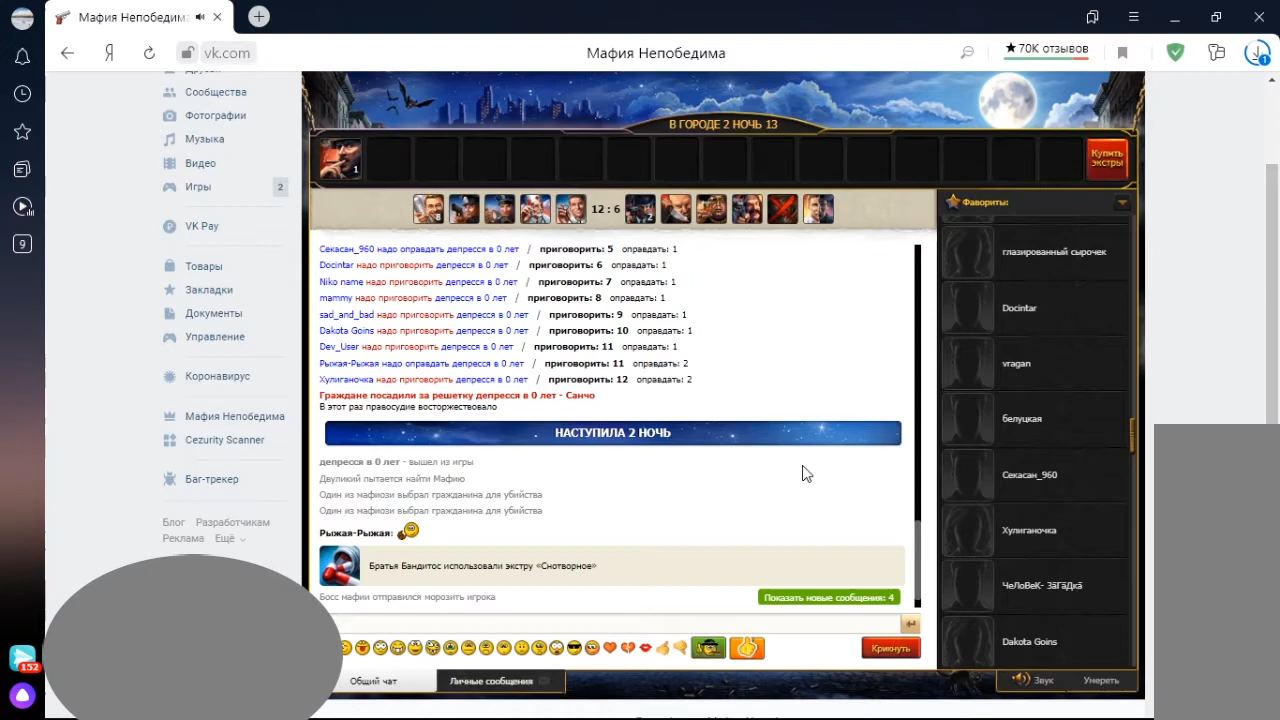 Мафия Непобедима
vk.com
Мафия Непобедима
★70K отзывов
1
Сообщества
Фотографии
Музыка
Видео
Игры 2
9
VK Pay
Товары
Закладки
Документы
Управление
Коронавирус
Мафия Непобедима
Cezurity Scanner
Баг-трекер
Блог Разработчикам
Реклама Ещё
152
В ГОРОДЕ 2 НОЧЬ 13
1
Купить экстры
8
12 : 6
2
Секасан_960 надо оправдать депресся в 0 лет / приговорить: 5 оправдать: 1
Docintar надо приговорить депресся в 0 лет / приговорить: 6 оправдать: 1
Niko name надо приговорить депресся в 0 лет / приговорить: 7 оправдать: 1
mammy надо приговорить депресся в 0 лет / приговорить: 8 оправдать: 1
sad_and_bad надо приговорить депресся в 0 лет / приговорить: 9 оправдать: 1
Dakota Goins надо приговорить депресся в 0 лет / приговорить: 10 оправдать: 1
Dev_User надо приговорить депресся в 0 лет / приговорить: 11 оправдать: 1
Рыжая-Рыжая надо оправдать депресся в 0 лет / приговорить: 11 оправдать: 2
Хулиганочка надо приговорить депресся в 0 лет / приговорить: 12 оправдать: 2
Граждане посадили за решетку депресся в 0 лет - Санчо
В этот раз правосудие восторжествовало
НАСТУПИЛА 2 НОЧЬ
депресся в 0 лет - вышел из игры
Двуликий пытается найти Мафию
Один из мафиози выбрал гражданина для убийства
Один из мафиози выбрал гражданина для убийства
Рыжая-Рыжая:
Братья Бандитос использовали экстру «Снотворное»
Босс мафии отправился морозить игрока
Показать новые сообщения: 4
Крикнуть
Общий чат
Личные сообщения
Фавориты:
глазированный сырочек
Docintar
vragan
белуцкая
Секасан_960
Хулиганочка
ЧеЛоВеК- ЗäГäДкä
Dakota Goins
Звук
Умереть